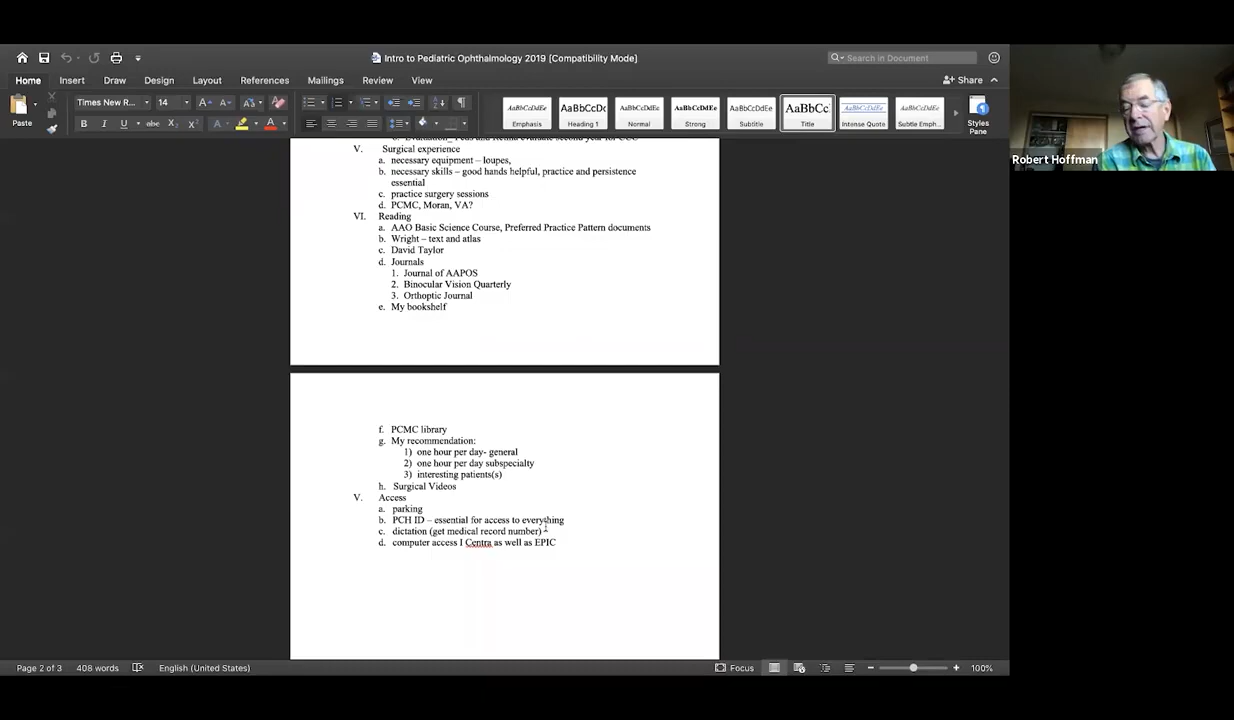 Intro to Pediatric Ophthalmology 2019 [Compatibility Mode]
Search in Document
Home Insert Draw Design Layout References Mailings Review View
Share
Paste
Times New R... 14
AaBbCcDdEe AaBbCcDc AaBbCcDdEe AaBbCcDdEe AaBbCcDdEe AaBbCc AaBbCcDdEe AaBbCcDdEe
Emphasis Heading 1 Normal Strong Subtitle Title Intense Quote Subtle Emph...
Styles Pane
Robert Hoffman
V. Surgical experience
a. necessary equipment – loupes,
b. necessary skills – good hands helpful, practice and persistence
essential
c. practice surgery sessions
d. PCMC, Moran, VA?
VI. Reading
a. AAO Basic Science Course, Preferred Practice Pattern documents
b. Wright – text and atlas
c. David Taylor
d. Journals
1. Journal of AAPOS
2. Binocular Vision Quarterly
3. Orthoptic Journal
e. My bookshelf
f. PCMC library
g. My recommendation:
1) one hour per day- general
2) one hour per day subspecialty
3) interesting patients(s)
h. Surgical Videos
V. Access
a. parking
b. PCH ID – essential for access to everything
c. dictation (get medical record number)
d. computer access I Centra as well as EPIC
Page 2 of 3 408 words English (United States) Focus 100%